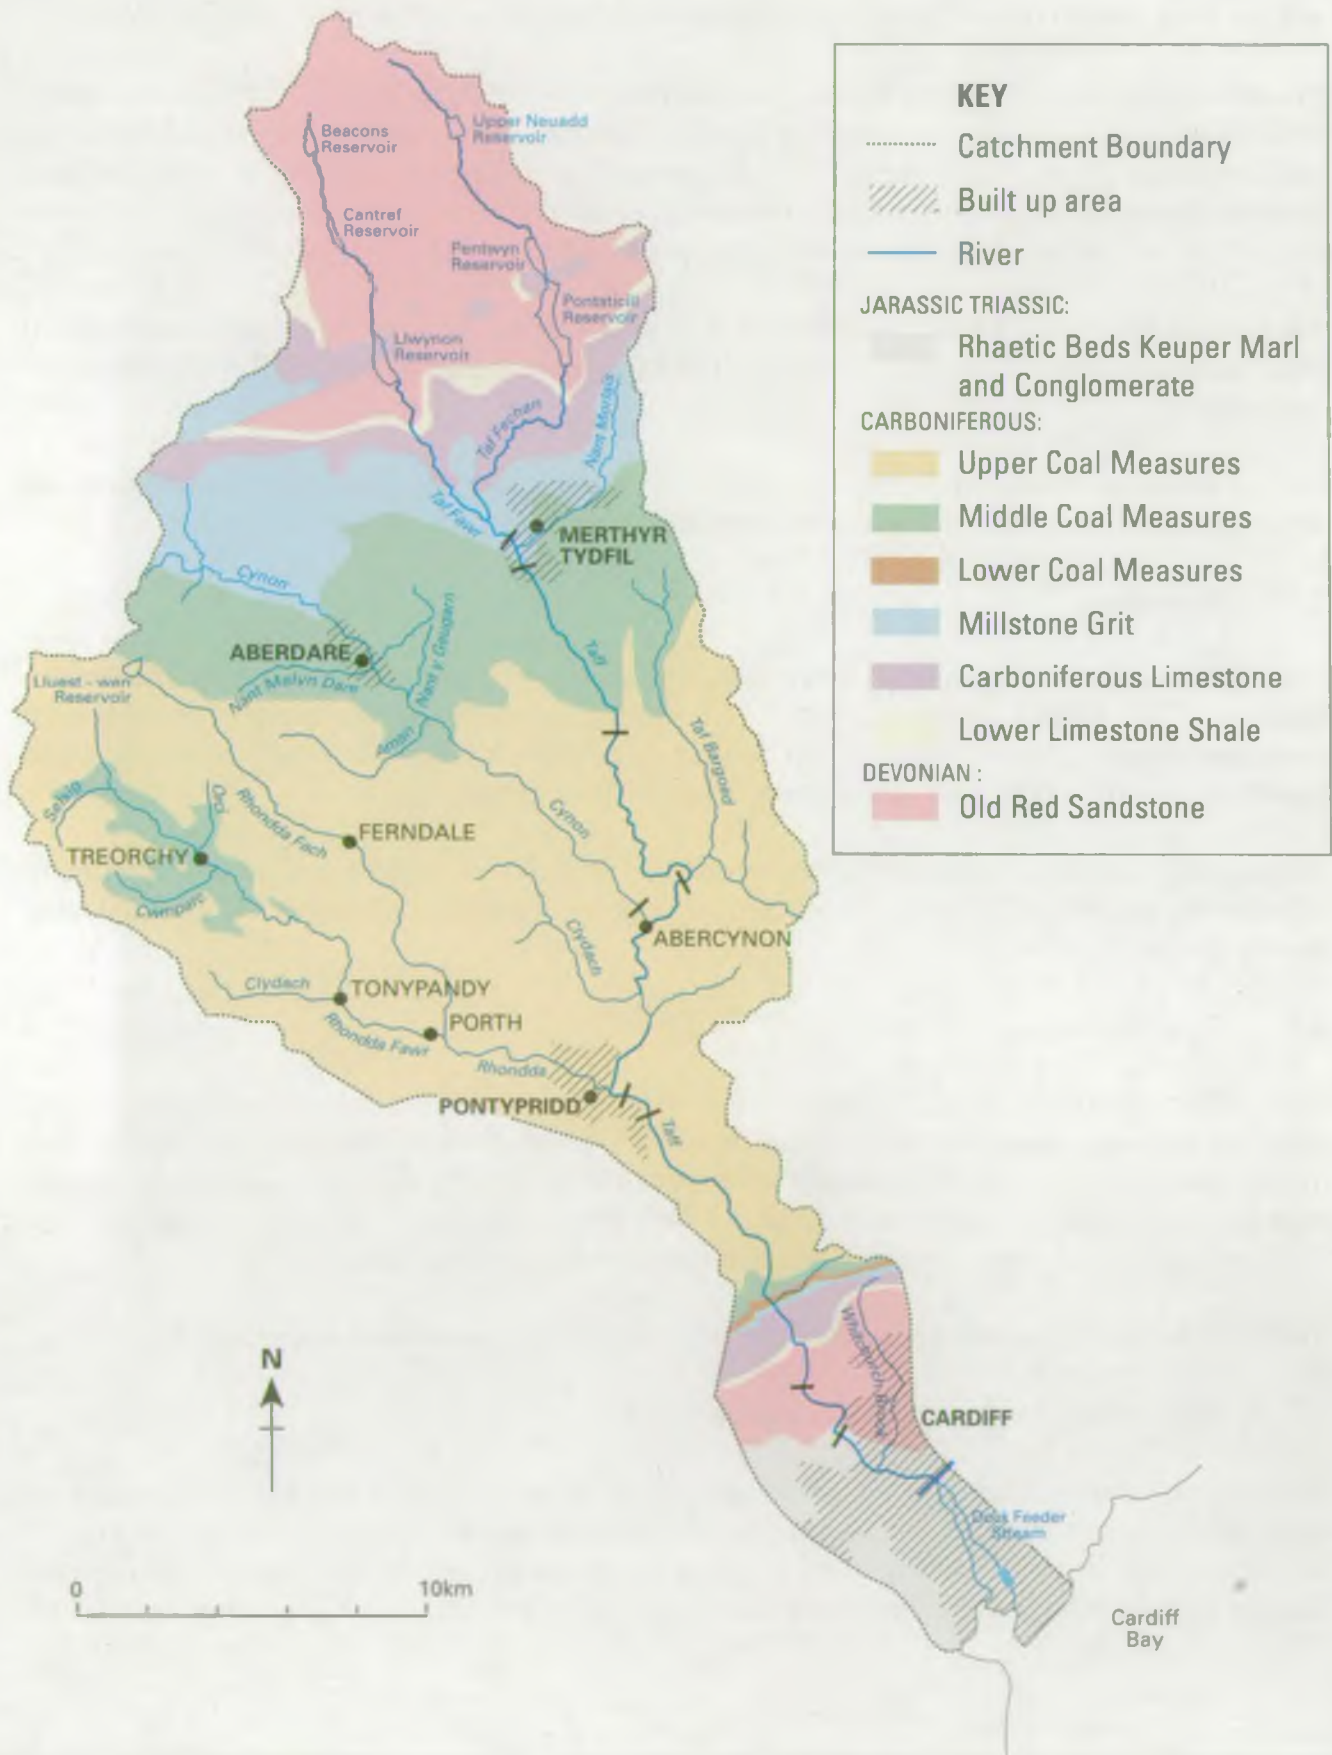 KEY
Catchment Boundary
Built up area
River
JARASSIC TRIASSIC:
Rhaetic Beds Keuper Marl
and Conglomerate
CARBONIFEROUS:
Upper Coal Measures
Middle Coal Measures
Lower Coal Measures
Millstone Grit
Carboniferous Limestone
Lower Limestone Shale
DEVONIAN :
Old Red Sandstone
Beacons
Reservoir
Upper Neuadd
Reservoir
Cantref
Reservoir
Pentwyn
Reservoir
Pontsticill
Reservoir
Llwynon
Reservoir
Taf Fechan
Nant Morlais
Taf Fawr
MERTHYR
TYDFIL
Cynon
ABERDARE
Nant Melyn Dare
Nant y Geugarn
Taff
Lluest - wen
Reservoir
Aman
Taf Bargoed
Selsig
Opi
Rhondda Fach
FERNDALE
Cynon
TREORCHY
Cwmparc
Clydach
ABERCYNON
Clydach
TONYPANDY
PORTH
Rhondda Fawr
Rhondda
PONTYPRIDD
Taff
Whitchurch Brook
N
CARDIFF
Dock Feeder
Stream
0
10km
Cardiff
Bay